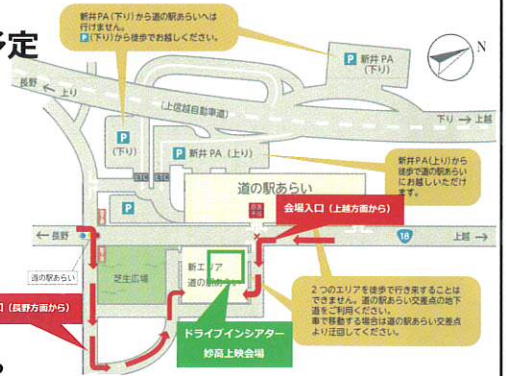 定
新井PA(下り)から道の駅あらいへは
行けません。
P(下り)から徒歩でお越しください。
P 新井PA
(下り)
N
長野
← 上り
(上信越自動車道)
下り → 上越
P
(下り)
P 新井PA(上り)
新井PA(上り)から
徒歩で道の駅あらい
にお越しいただけ
ます。
道の駅あらい
P
会場入口(上越方面から)
← 長野
18
上越 →
道の駅あらい
芝生広場
新エリア
道の駅あらい
口(長野方面から)
2つのエリアを徒歩で行き来することは
できません。道の駅あらい交差点の地下
道をご利用ください。
車で移動する場合は道の駅あらい交差点
より迂回してください。
ドライブインシアター
妙高上映会場